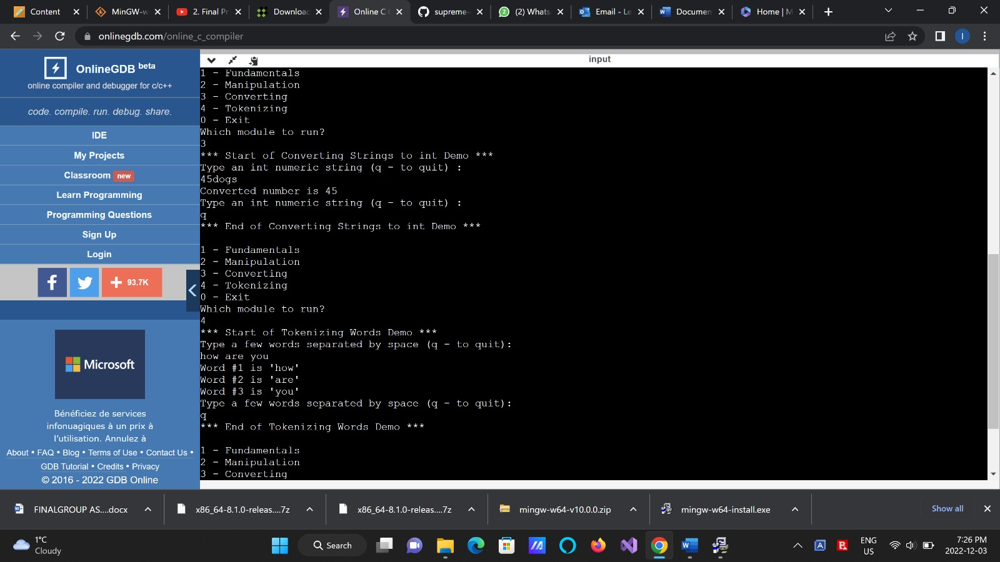 Content
MinGW-w
2. Final Pr
Downloac
Online C
supreme-
(2) Whats
Email - Le
Documen
Home | M
onlinegdb.com/online_c_compiler
OnlineGDB beta
online compiler and debugger for c/c++
code. compile. run. debug. share.
IDE
My Projects
Classroom new
Learn Programming
Programming Questions
Sign Up
Login
93.7K
Microsoft
Bénéficiez de services
infonuagiques à un prix à
l'utilisation. Annulez à
About • FAQ • Blog • Terms of Use • Contact Us •
GDB Tutorial • Credits • Privacy
© 2016 - 2022 GDB Online
input
1 - Fundamentals
2 - Manipulation
3 - Converting
4 - Tokenizing
0 - Exit
Which module to run?
3
*** Start of Converting Strings to int Demo ***
Type an int numeric string (q - to quit) :
45dogs
Converted number is 45
Type an int numeric string (q - to quit) :
q
*** End of Converting Strings to int Demo ***
1 - Fundamentals
2 - Manipulation
3 - Converting
4 - Tokenizing
0 - Exit
Which module to run?
4
*** Start of Tokenizing Words Demo ***
Type a few words separated by space (q - to quit):
how are you
Word #1 is 'how'
Word #2 is 'are'
Word #3 is 'you'
Type a few words separated by space (q - to quit):
q
*** End of Tokenizing Words Demo ***
1 - Fundamentals
2 - Manipulation
3 - Converting
FINALGROUP AS....docx
x86_64-8.1.0-releas....7z
x86_64-8.1.0-releas....7z
mingw-w64-v10.0.0.zip
mingw-w64-install.exe
Show all
1°C
Cloudy
Search
ENG
US
7:26 PM
2022-12-03